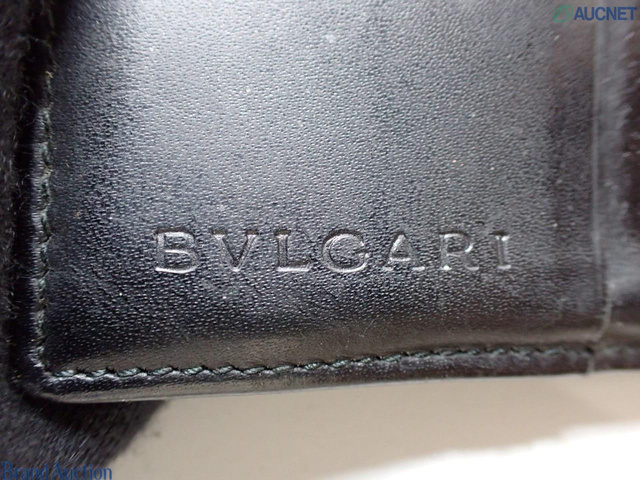 AUCNET
BVLGARI
Brand Auction